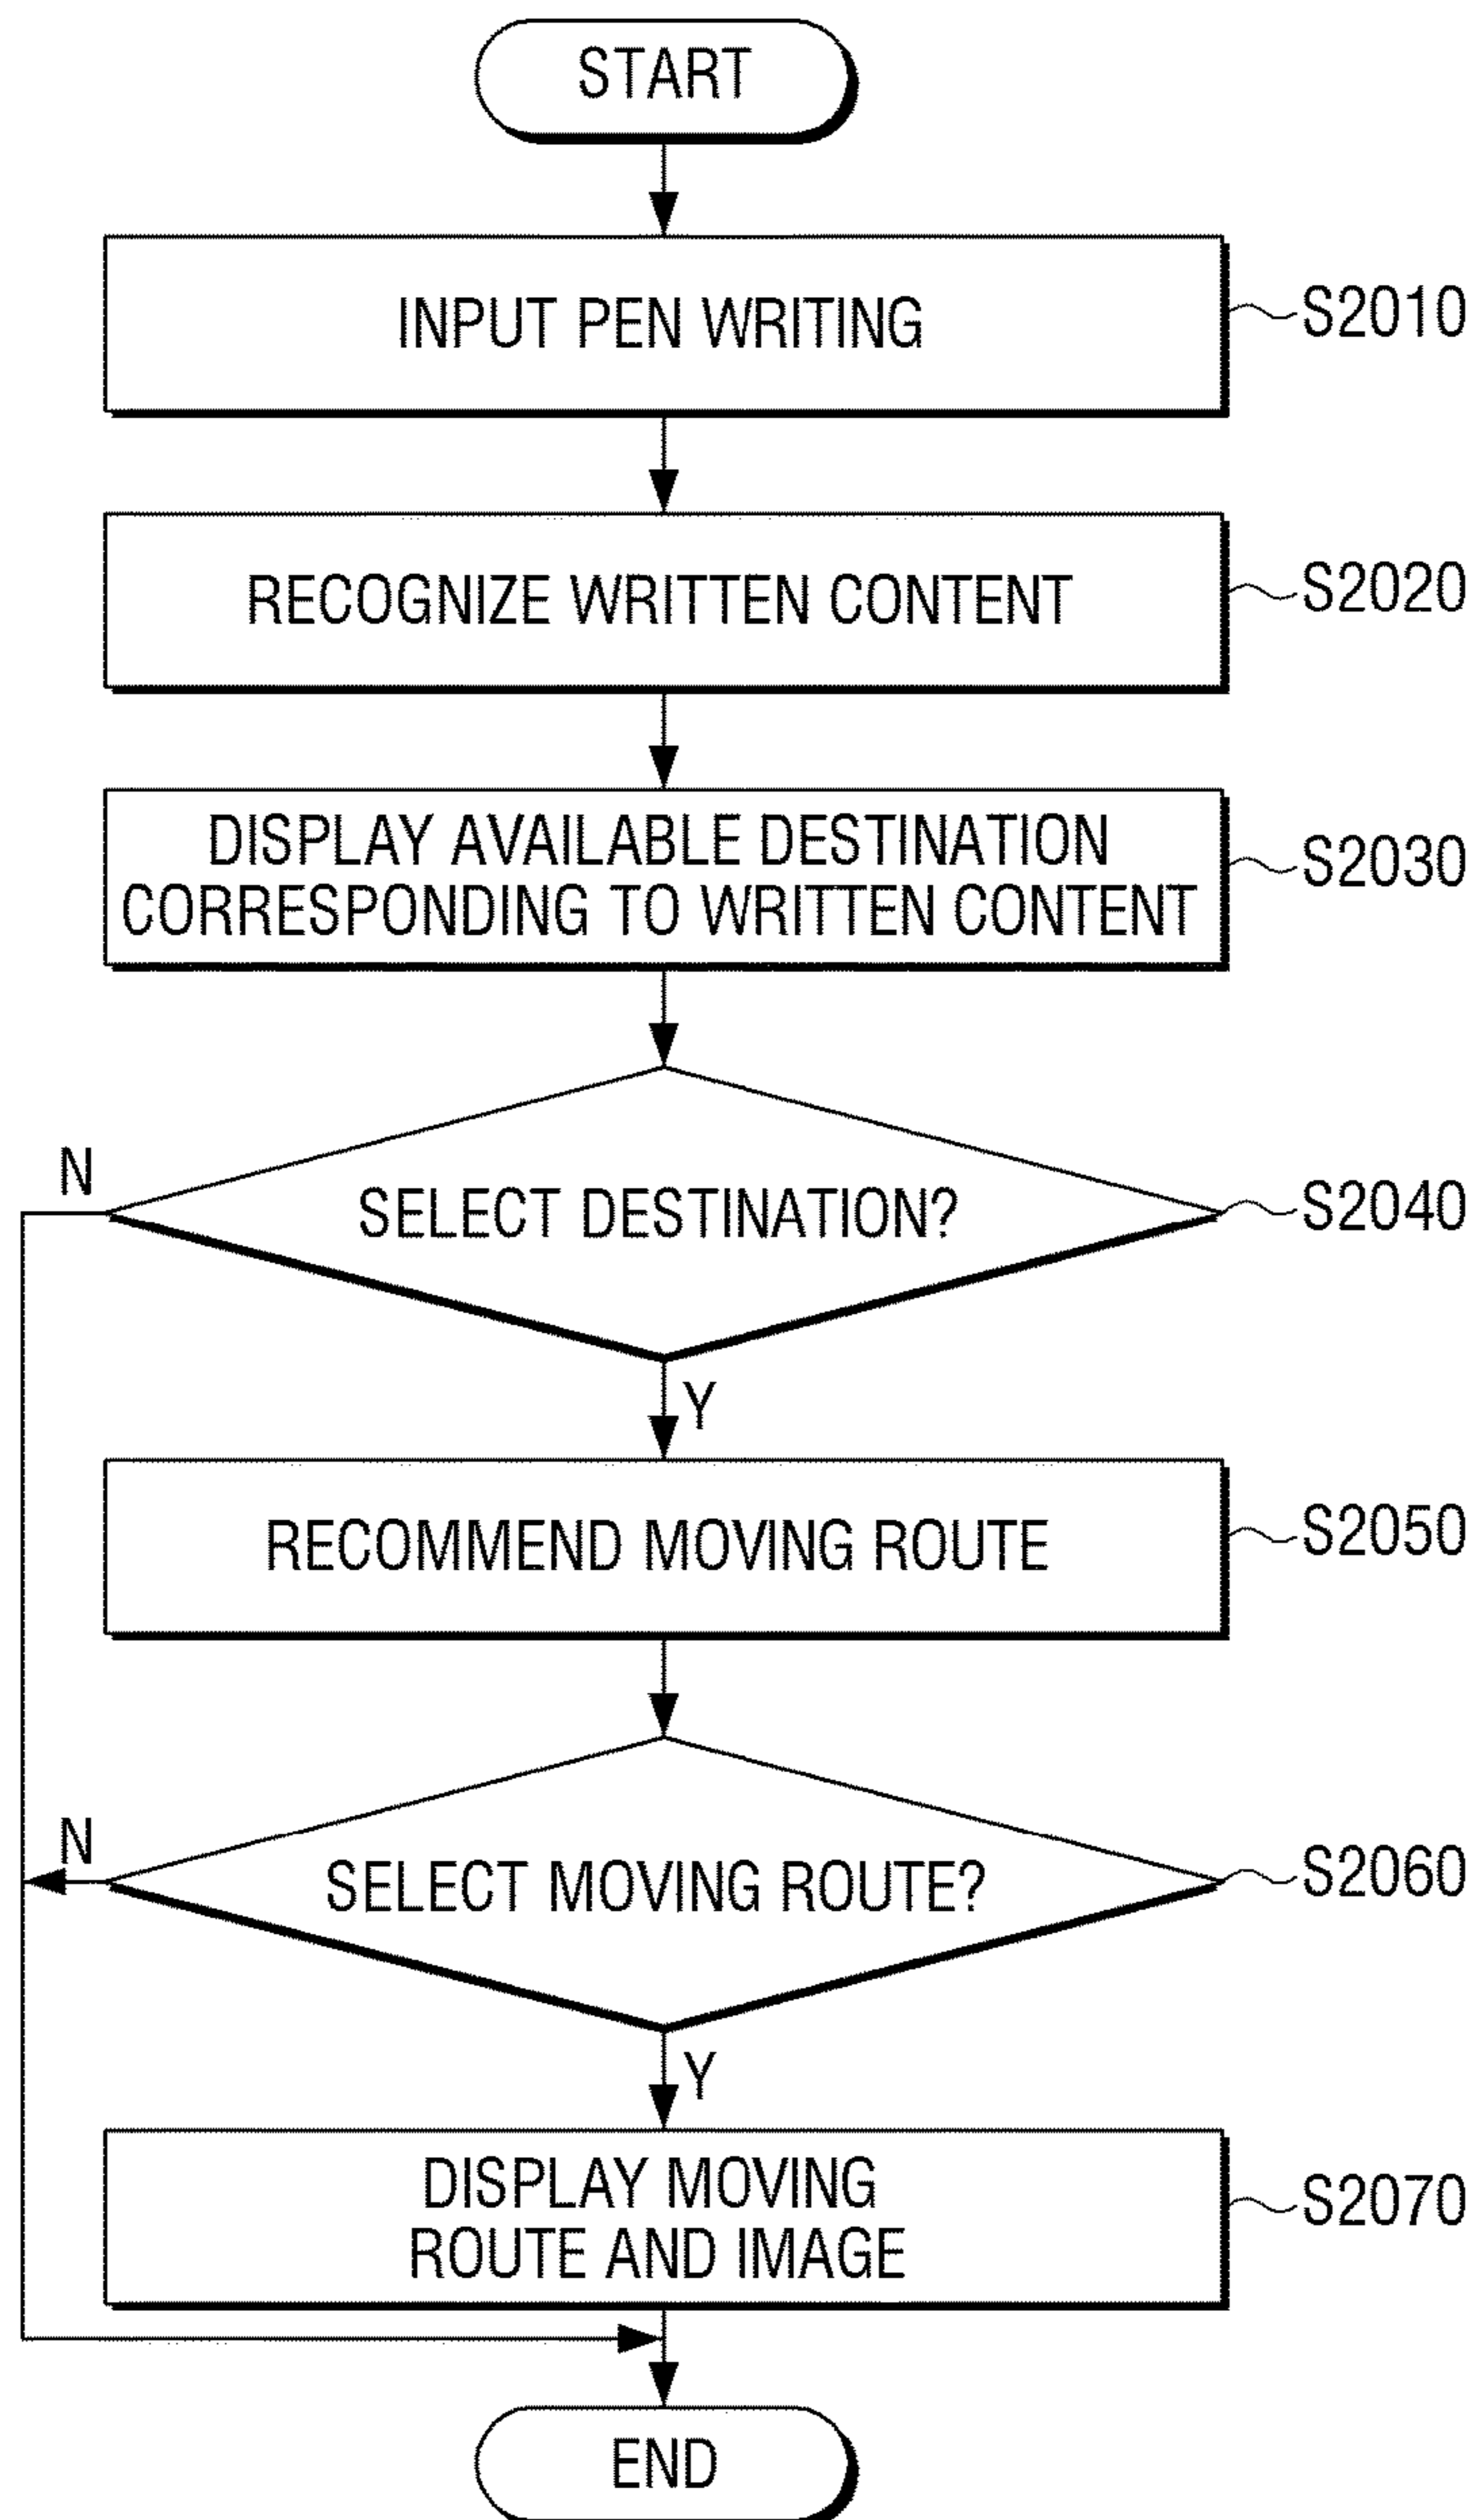 START
INPUT PEN WRITING
S2010
RECOGNIZE WRITTEN CONTENT
S2020
DISPLAY AVAILABLE DESTINATION
CORRESPONDING TO WRITTEN CONTENT
S2030
N
SELECT DESTINATION?
S2040
Y
RECOMMEND MOVING ROUTE
S2050
N
SELECT MOVING ROUTE?
S2060
Y
DISPLAY MOVING
ROUTE AND IMAGE
S2070
END